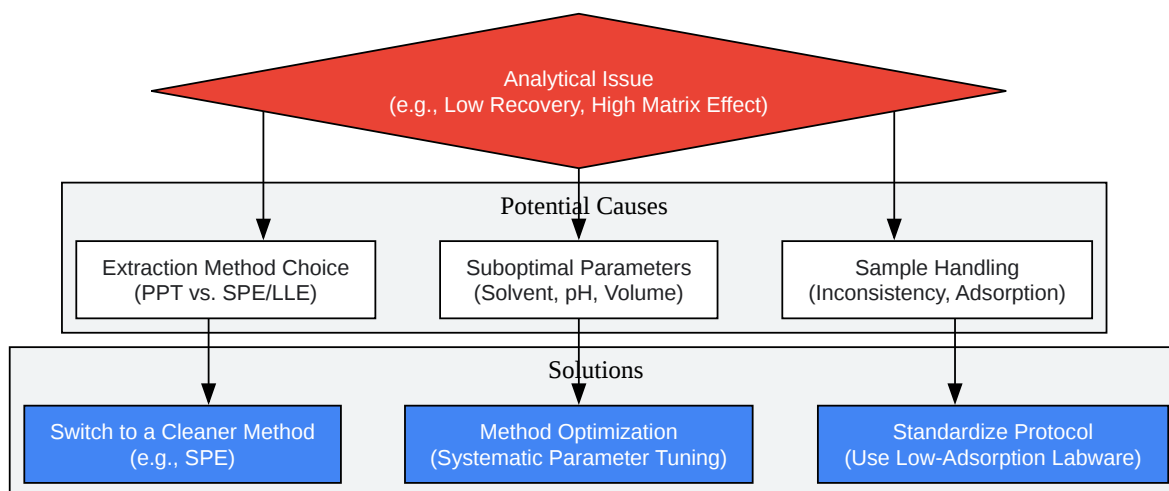 Analytical Issue
(e.g., Low Recovery, High Matrix Effect)
Potential Causes
Extraction Method Choice
(PPT vs. SPE/LLE)
Suboptimal Parameters
(Solvent, pH, Volume)
Sample Handling
(Inconsistency, Adsorption)
Solutions
Switch to a Cleaner Method
(e.g., SPE)
Method Optimization
(Systematic Parameter Tuning)
Standardize Protocol
(Use Low-Adsorption Labware)